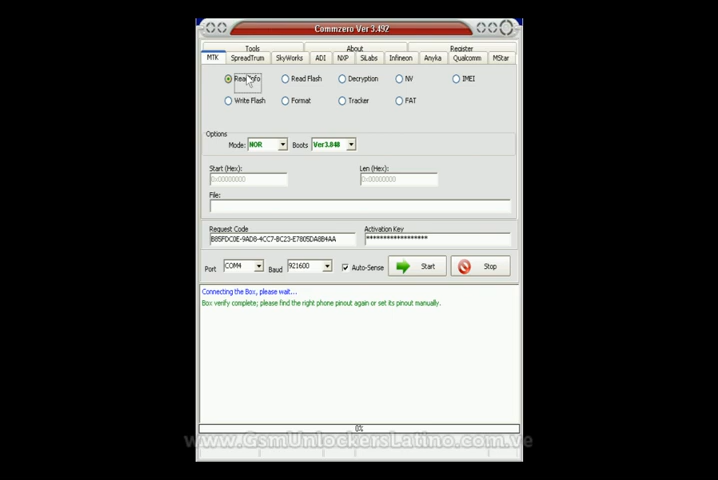 Commzero Ver 3.492
Tools About Register
MTK SpreadTrum SkyWorks ADI NXP SiLabs Infineon Anyka Qualcomm MStar
Read Info Read Flash Decryption NV IMEI
Write Flash Format Tracker FAT
Options
Mode: NOR Boots Ver3.848
Start (Hex): Len (Hex):
0x00000000 0x00000000
File:
Request Code Activation Key
B85FDC0E-9AD8-4CC7-BC23-E7805DA8B4AA ******************
Port COM4 Baud 921600 Auto-Sense Start Stop
Connecting the Box, please wait...
Box verify complete; please find the right phone pinout again or set its pinout manually.
0%
www.GsmUnlockersLatino.com.ve